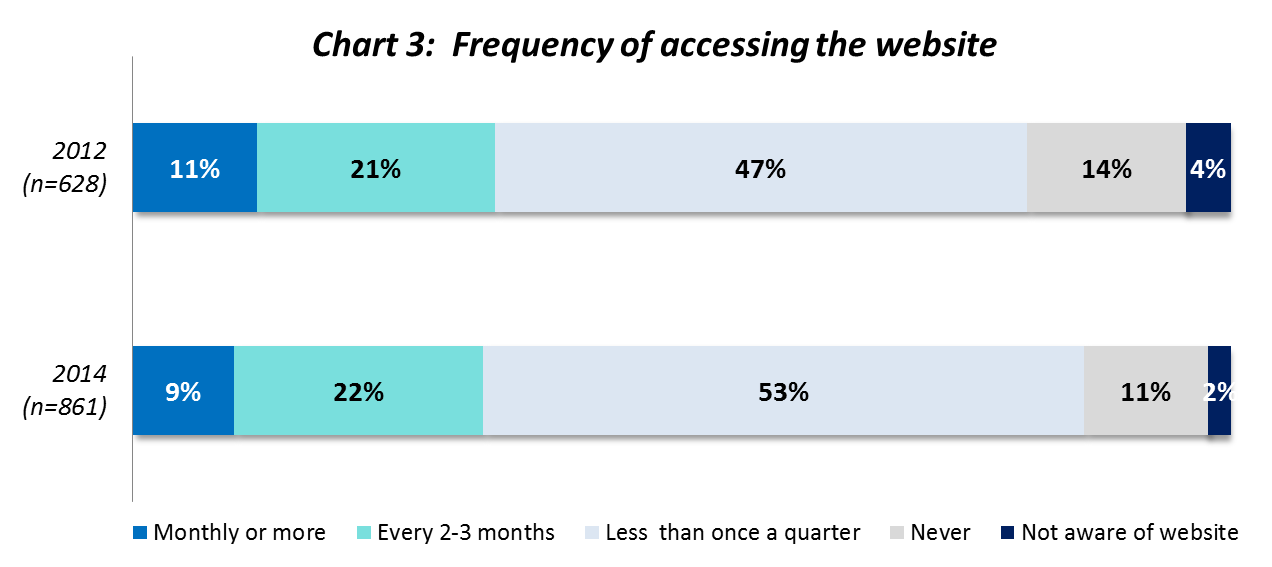 Chart 3:  Frequency of accessing the website
2012
(n=628)
11% 21% 47% 14% 4%
2014
(n=861)
9% 22% 53% 11% 2%
Monthly or more Every 2-3 months Less  than once a quarter Never Not aware of website